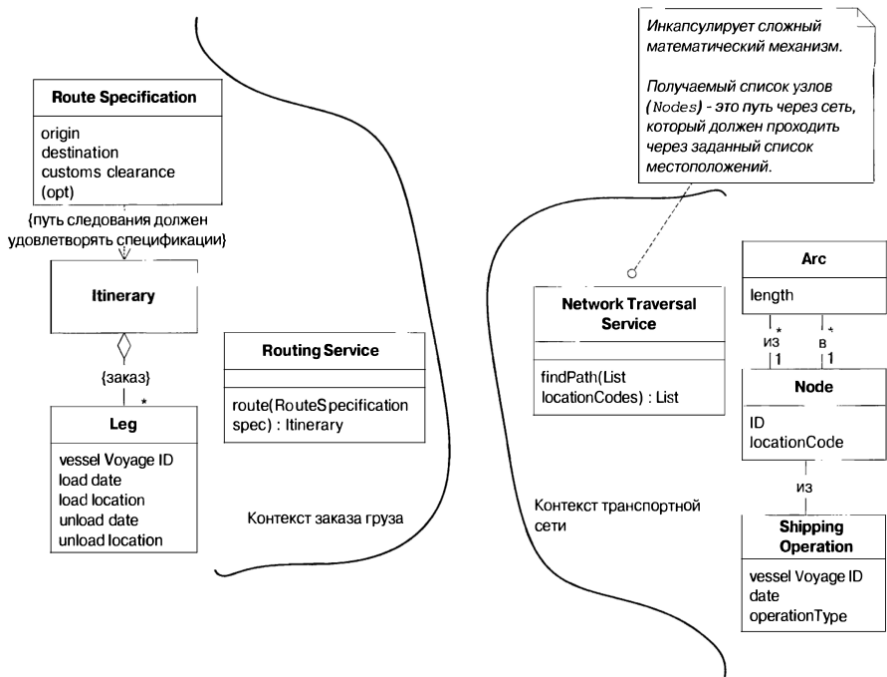 Route Specification
origin
destination
customs clearance
(opt)
{путь следования должен
удовлетворять спецификации}
Itinerary
{заказ}
*
Leg
vessel Voyage ID
load date
load location
unload date
unload location
Routing Service
route(RouteSpecification
spec) : Itinerary
Контекст заказа груза
Инкапсулирует сложный
математический механизм.
Получаемый список узлов
(Nodes) - это путь через сеть,
который должен проходить
через заданный список
местоположений.
Network Traversal
Service
findPath(List
locationCodes) : List
Контекст транспортной
сети
Arc
length
* *
из в
1 1
Node
ID
locationCode
из
Shipping
Operation
vessel Voyage ID
date
operationType